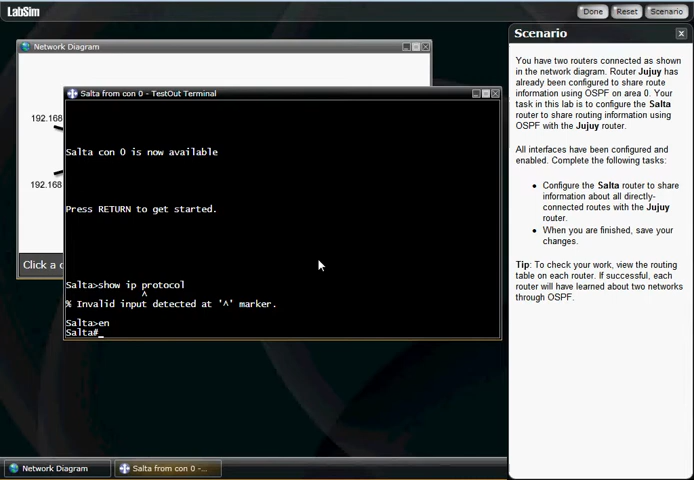 LabSim
Done
Reset
Scenario
Network Diagram
192.168
192.168
Click a
Salta from con 0 - TestOut Terminal
Salta con 0 is now available
Press RETURN to get started.
Salta>show ip protocol
^
% Invalid input detected at '^' marker.
Salta>en
Salta#_
Scenario
You have two routers connected as shown
in the network diagram. Router Jujuy has
already been configured to share route
information using OSPF on area 0. Your
task in this lab is to configure the Salta
router to share routing information using
OSPF with the Jujuy router.
All interfaces have been configured and
enabled. Complete the following tasks:
• Configure the Salta router to share
information about all directly-
connected routes with the Jujuy
router.
• When you are finished, save your
changes.
Tip: To check your work, view the routing
table on each router. If successful, each
router will have learned about two networks
through OSPF.
Network Diagram
Salta from con 0 -...